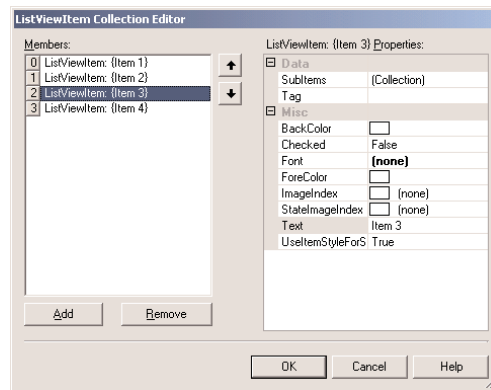 ListViewItem Collection Editor
Members:
0 ListViewItem: {Item 1}
1 ListViewItem: {Item 2}
2 ListViewItem: {Item 3}
3 ListViewItem: {Item 4}
Add Remove
ListViewItem: {Item 3} Properties:
Data
SubItems (Collection)
Tag
Misc
BackColor
Checked False
Font (none)
ForeColor
ImageIndex (none)
StateImageIndex (none)
Text Item 3
UseItemStyleForS True
OK Cancel Help